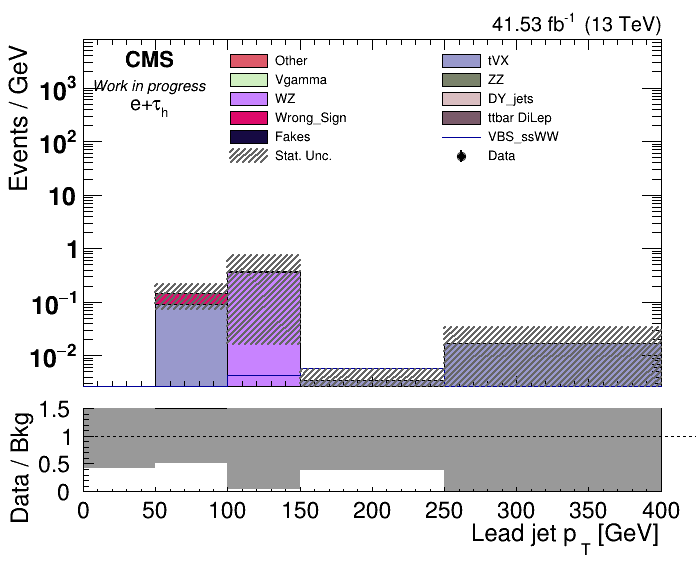 41.53 fb⁻¹ (13 TeV)
Events / GeV
10³
10²
10
1
10⁻¹
10⁻²
CMS
Work in progress
e+τₕ
Other
Vgamma
WZ
Wrong_Sign
Fakes
Stat. Unc.
tVX
ZZ
DY_jets
ttbar DiLep
VBS_ssWW
Data
Data / Bkg
1.5
1
0.5
0
0 50 100 150 200 250 300 350 400
Lead jet p_T [GeV]